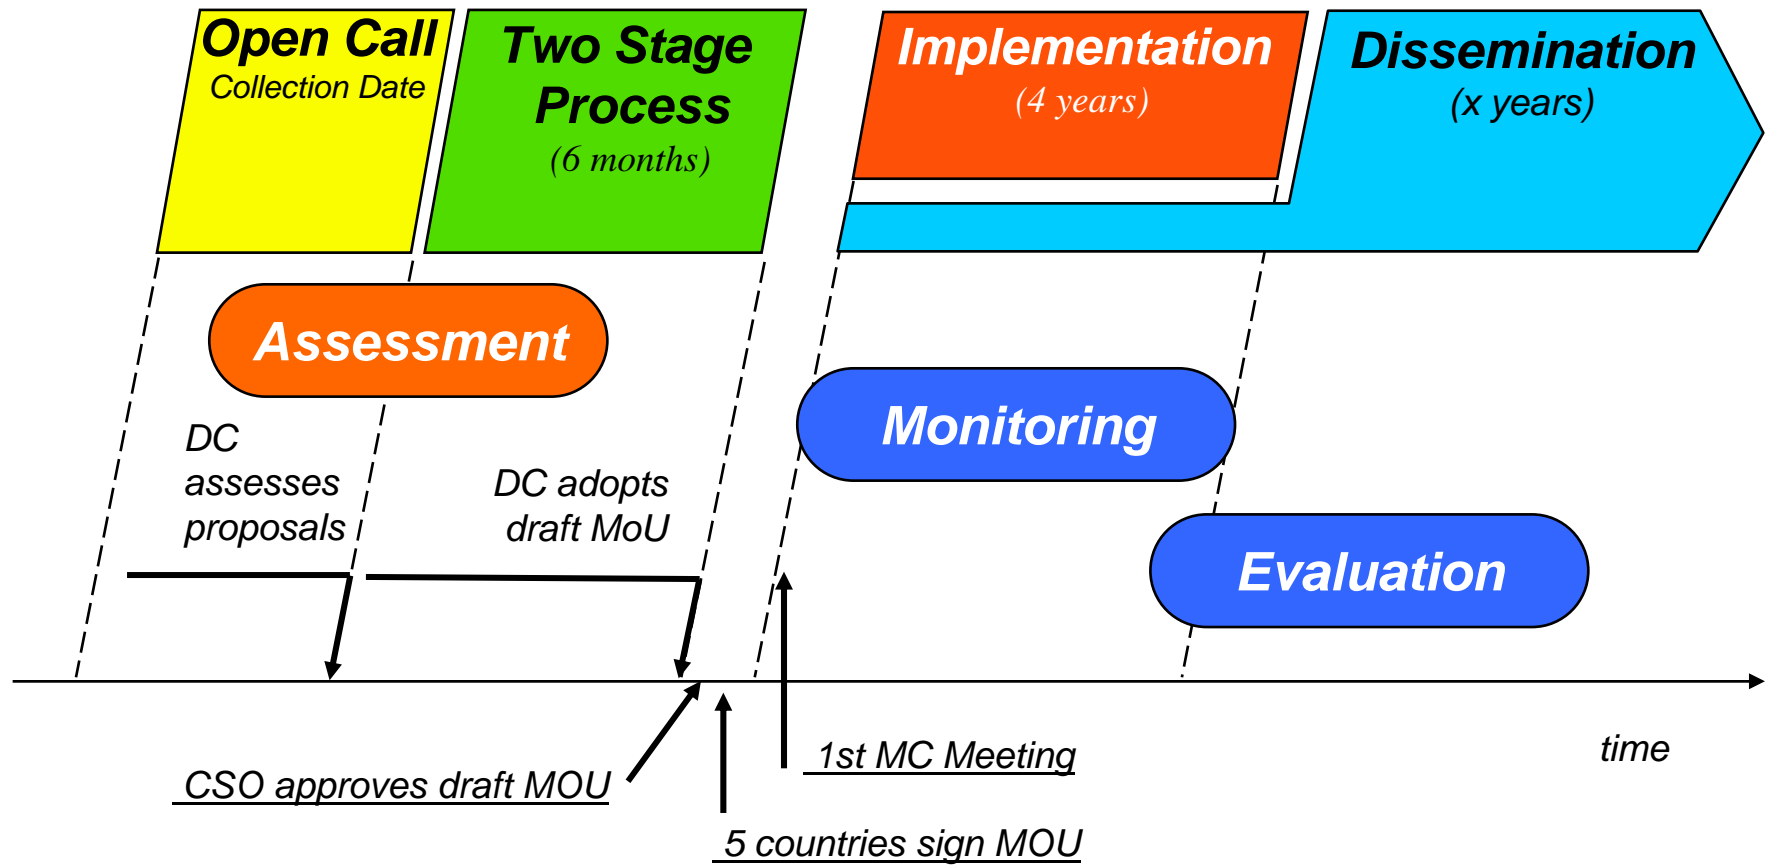 Open Call
Collection Date
Two Stage
Process
(6 months)
Implementation
(4 years)
Dissemination
(x years)
Assessment
Monitoring
Evaluation
DC
assesses
proposals
DC adopts
draft MoU
CSO approves draft MOU
5 countries sign MOU
1st MC Meeting
time